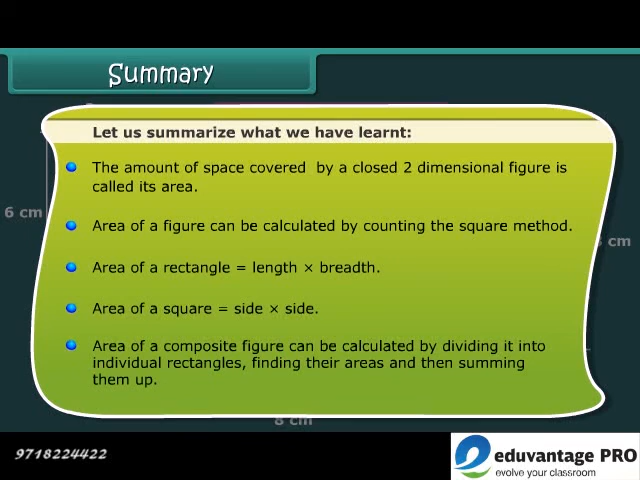 Summary
Let us summarize what we have learnt:
The amount of space covered by a closed 2 dimensional figure is
called its area.
6 cm
Area of a figure can be calculated by counting the square method.
cm
Area of a rectangle = length × breadth.
Area of a square = side × side.
Area of a composite figure can be calculated by dividing it into
individual rectangles, finding their areas and then summing
them up.
8 cm
9718224422
eduvantage PRO
evolve your classroom